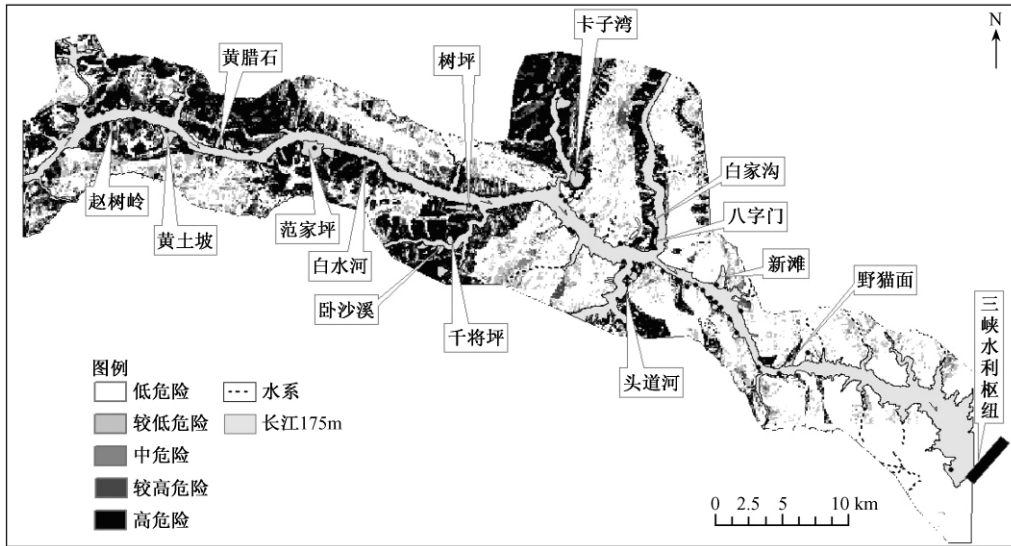 卡子湾
N
黄腊石
树坪
白家沟
赵树岭
八字门
范家坪
黄土坡
新滩
白水河
野猫面
卧沙溪
千将坪
三峡水利枢纽
头道河
图例
低危险
水系
较低危险
长江175m
中危险
较高危险
高危险
0 2.5 5 10 km